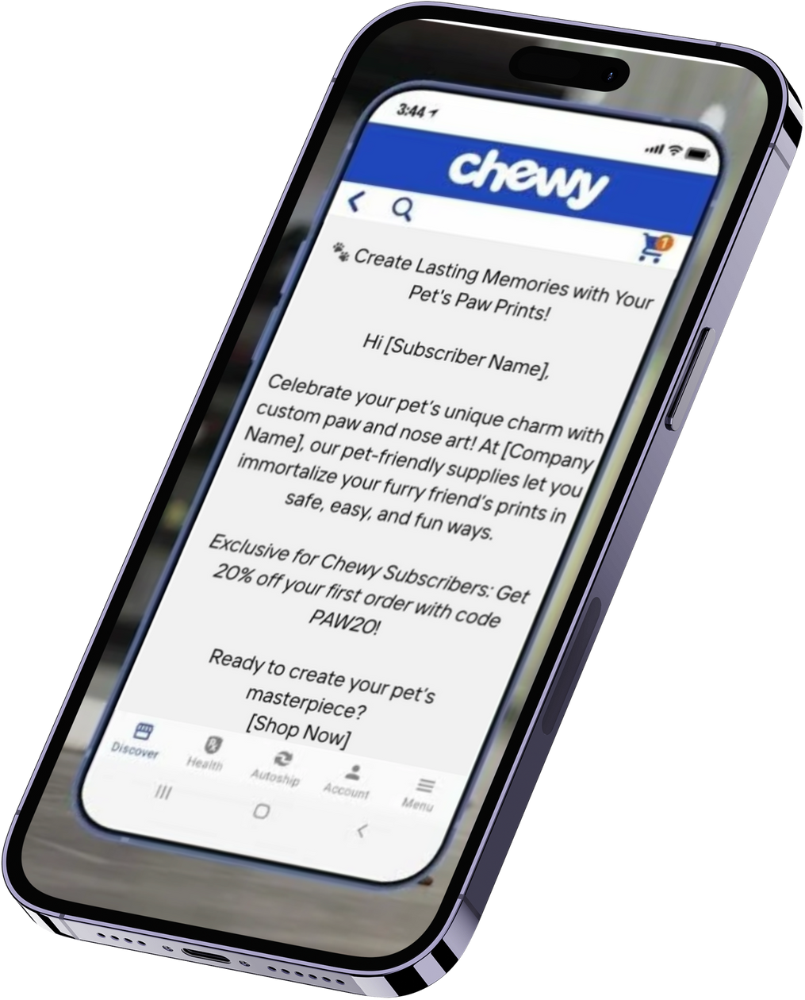 3:44
chewy
1
🐾 Create Lasting Memories with Your
Pet's Paw Prints!
Hi [Subscriber Name],
Celebrate your pet's unique charm with
custom paw and nose art! At [Company
Name], our pet-friendly supplies let you
immortalize your furry friend's prints in
safe, easy, and fun ways.
Exclusive for Chewy Subscribers: Get
20% off your first order with code
PAW20!
Ready to create your pet's
masterpiece?
[Shop Now]
Discover
Health
Autoship
Account
Menu